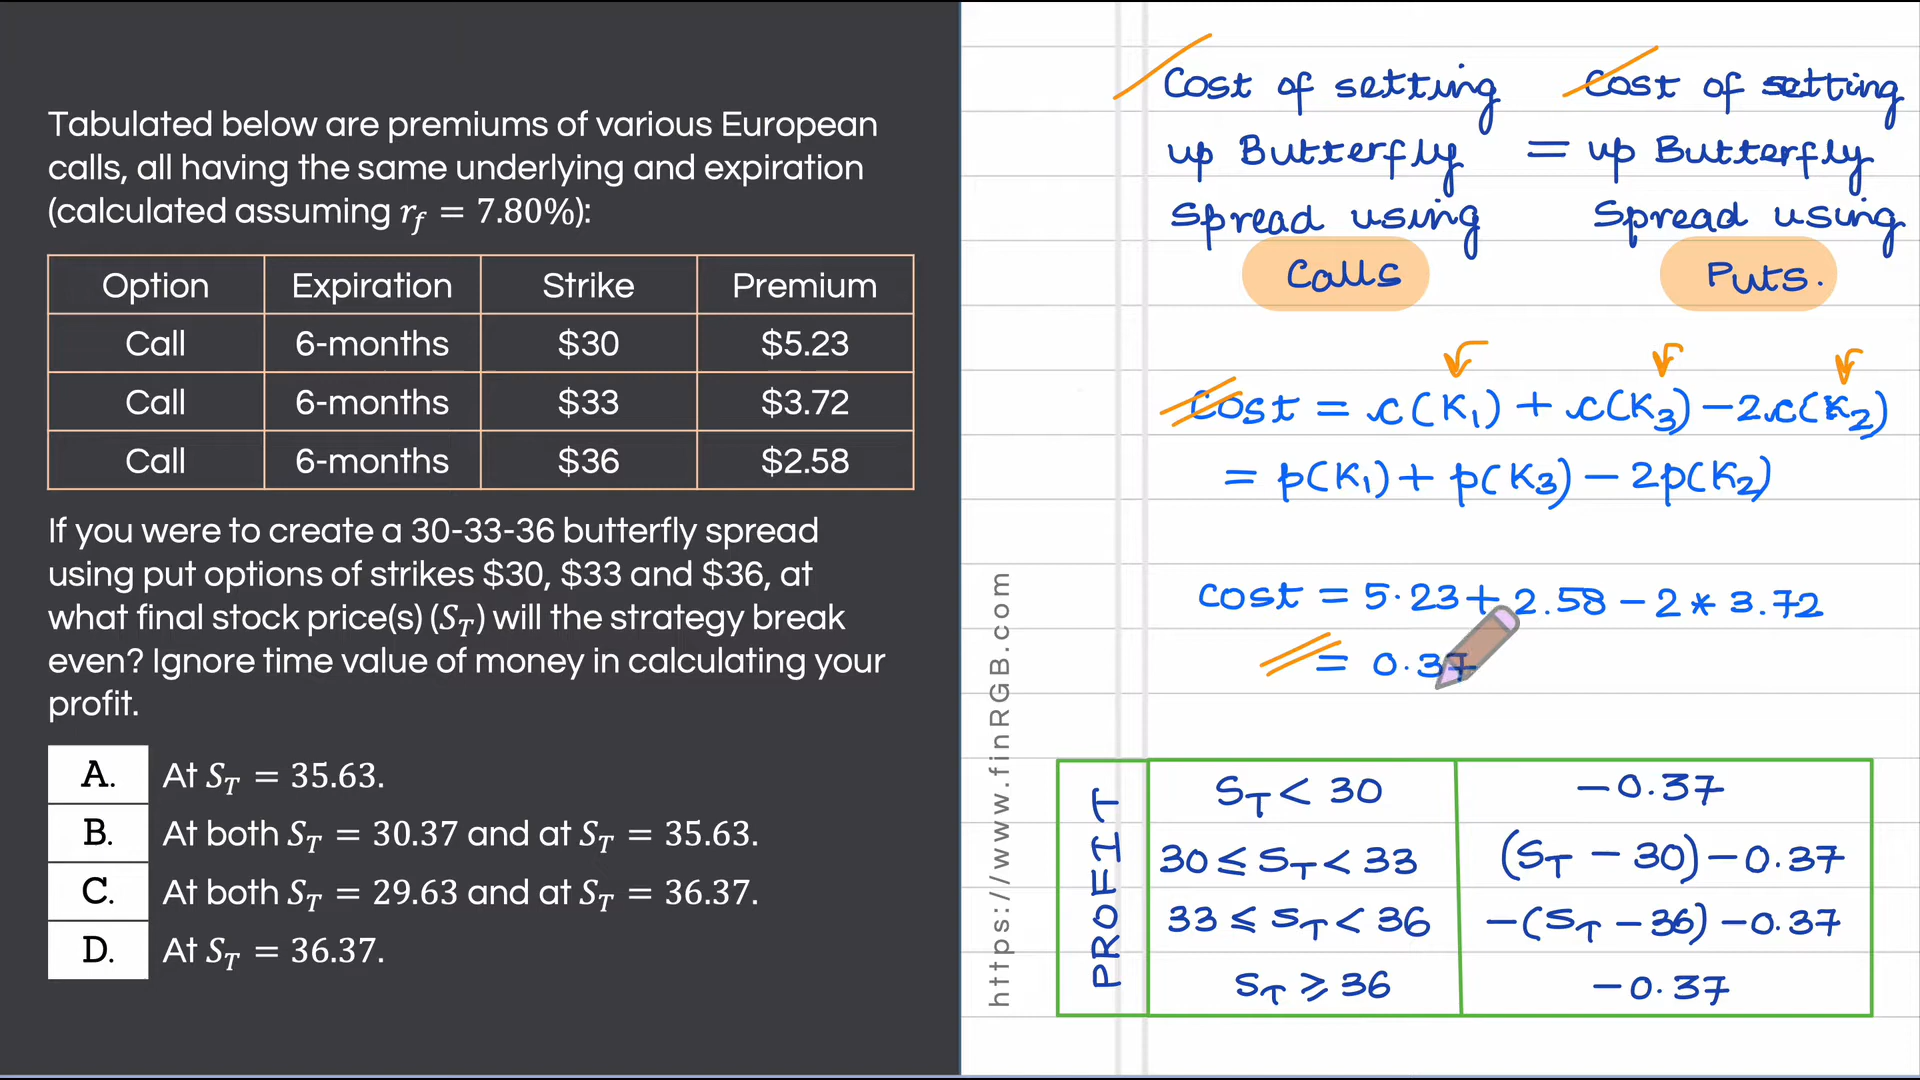 Tabulated below are premiums of various European
calls, all having the same underlying and expiration
(calculated assuming r_f = 7.80%):
Option Expiration Strike Premium
Call 6-months $30 $5.23
Call 6-months $33 $3.72
Call 6-months $36 $2.58
If you were to create a 30-33-36 butterfly spread
using put options of strikes $30, $33 and $36, at
what final stock price(s) (S_T) will the strategy break
even? Ignore time value of money in calculating your
profit.
A. At S_T = 35.63.
B. At both S_T = 30.37 and at S_T = 35.63.
C. At both S_T = 29.63 and at S_T = 36.37.
D. At S_T = 36.37.
Cost of setting
up Butterfly
Spread using
Calls
=
Cost of setting
up Butterfly
Spread using
Puts.
Cost = c(K₁) + c(K₃) - 2c(K₂)
= p(K₁) + p(K₃) - 2p(K₂)
Cost = 5.23 + 2.58 - 2 * 3.72
= 0.37
https://www.finRGB.com
PROFIT
S_T < 30 -0.37
30 ≤ S_T < 33 (S_T - 30) - 0.37
33 ≤ S_T < 36 -(S_T - 36) - 0.37
S_T ≥ 36 -0.37